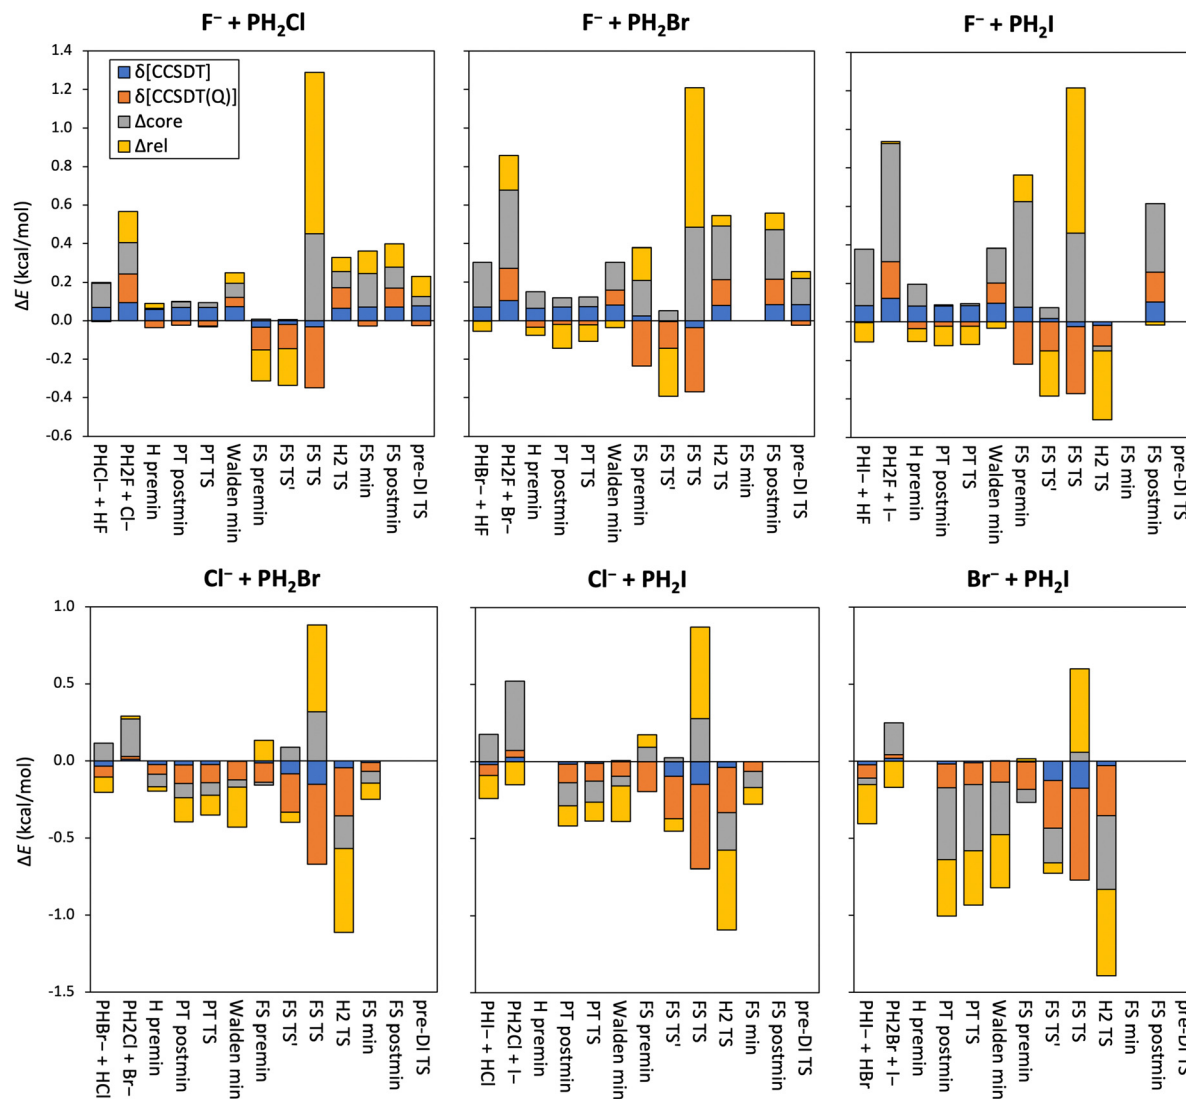 F⁻ + PH₂Cl
F⁻ + PH₂Br
F⁻ + PH₂I
ΔE (kcal/mol)
1.4
1.2
1.0
0.8
0.6
0.4
0.2
0.0
-0.2
-0.4
-0.6
δ[CCSDT]
δ[CCSDT(Q)]
Δcore
Δrel
PHCl− + HF
PH2F + Cl−
H premin
PT postmin
PT TS
Walden min
FS premin
FS TS'
FS TS
H2 TS
FS min
FS postmin
pre-DI TS
PHBr− + HF
PH2F + Br−
H premin
PT postmin
PT TS
Walden min
FS premin
FS TS'
FS TS
H2 TS
FS min
FS postmin
pre-DI TS
PHI− + HF
PH2F + I−
H premin
PT postmin
PT TS
Walden min
FS premin
FS TS'
FS TS
H2 TS
FS min
FS postmin
pre-DI TS
Cl⁻ + PH₂Br
Cl⁻ + PH₂I
Br⁻ + PH₂I
ΔE (kcal/mol)
1.0
0.5
0.0
-0.5
-1.0
-1.5
PHBr− + HCl
PH2Cl + Br−
H premin
PT postmin
PT TS
Walden min
FS premin
FS TS'
FS TS
H2 TS
FS min
FS postmin
pre-DI TS
PHI− + HCl
PH2Cl + I−
H premin
PT postmin
PT TS
Walden min
FS premin
FS TS'
FS TS
H2 TS
FS min
FS postmin
pre-DI TS
PHI− + HBr
PH2Br + I−
H premin
PT postmin
PT TS
Walden min
FS premin
FS TS'
FS TS
H2 TS
FS min
FS postmin
pre-DI TS